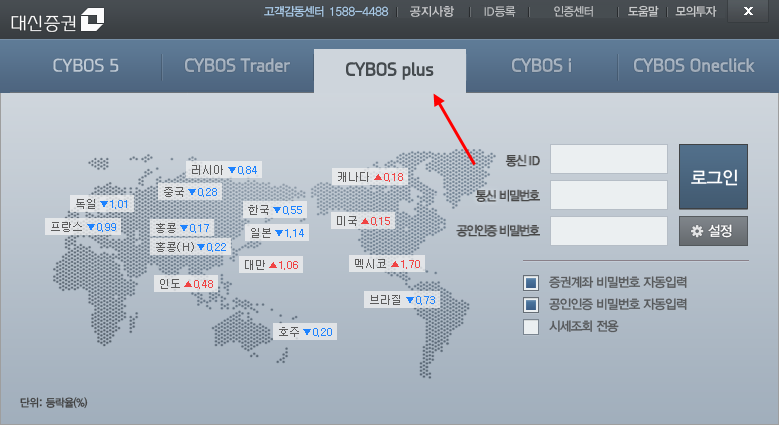 대신증권
고객감동센터 1588-4488 공지사항 ID등록 인증센터 도움말 모의투자 X
CYBOS 5 CYBOS Trader CYBOS plus CYBOS i CYBOS Oneclick
러시아 ▼0,84
중국 ▼0,28
독일 ▼1,01
프랑스 ▼0,99
홍콩 ▼0,17
홍콩(H) ▼0,22
한국 ▼0,55
일본 ▼1,14
대만 ▲1,06
인도 ▲0,48
호주 ▼0,20
캐나다 ▲0,18
미국 ▲0,15
멕시코 ▲1,70
브라질 ▼0,73
통신 ID
통신 비밀번호
공인인증 비밀번호
로그인
설정
증권계좌 비밀번호 자동입력
공인인증 비밀번호 자동입력
시세조회 전용
단위: 등락율(%)